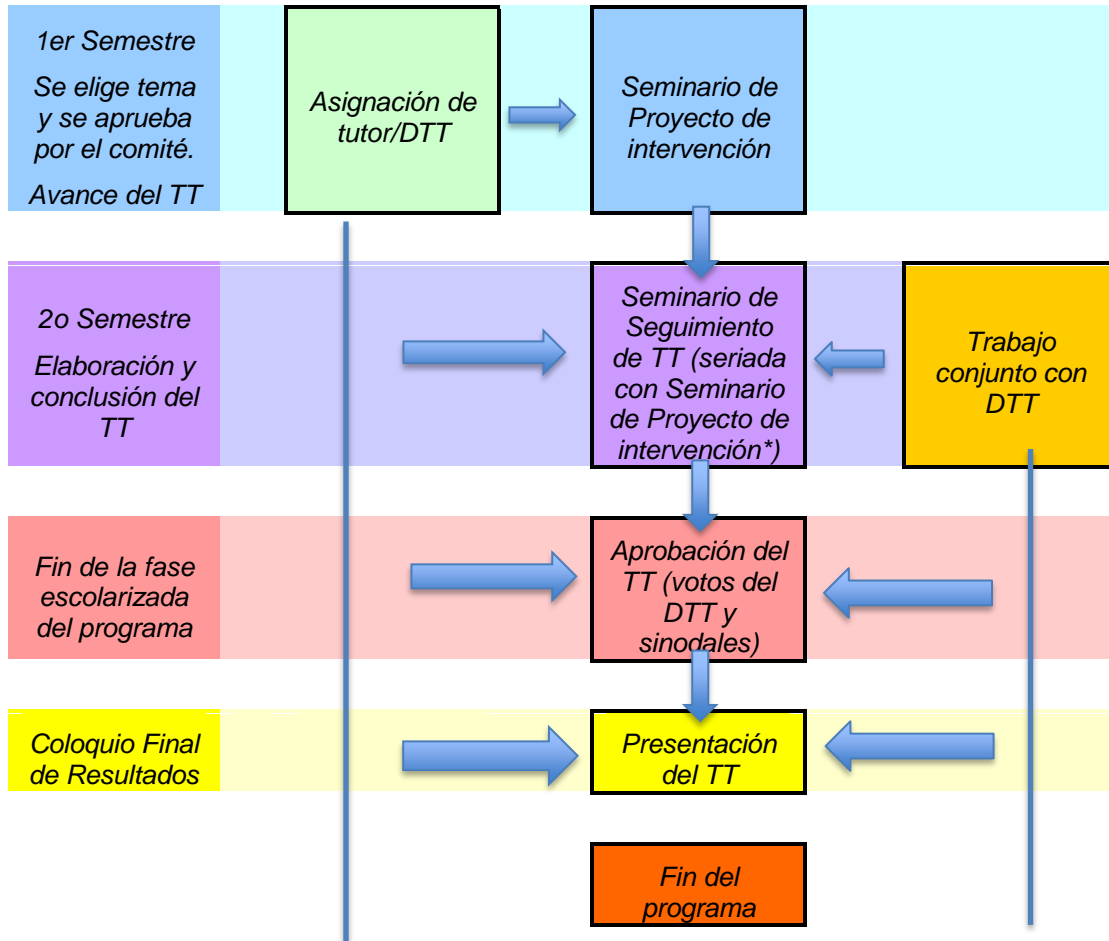 1er Semestre
Se elige tema
y se aprueba
por el comité.
Avance del TT
Asignación de
tutor/DTT
Seminario de
Proyecto de
intervención
2o Semestre
Elaboración y
conclusión del
TT
Seminario de
Seguimiento
de TT (seriada
con Seminario
de Proyecto de
intervención*)
Trabajo
conjunto con
DTT
Fin de la fase
escolarizada
del programa
Aprobación del
TT (votos del
DTT y
sinodales)
Coloquio Final
de Resultados
Presentación
del TT
Fin del
programa